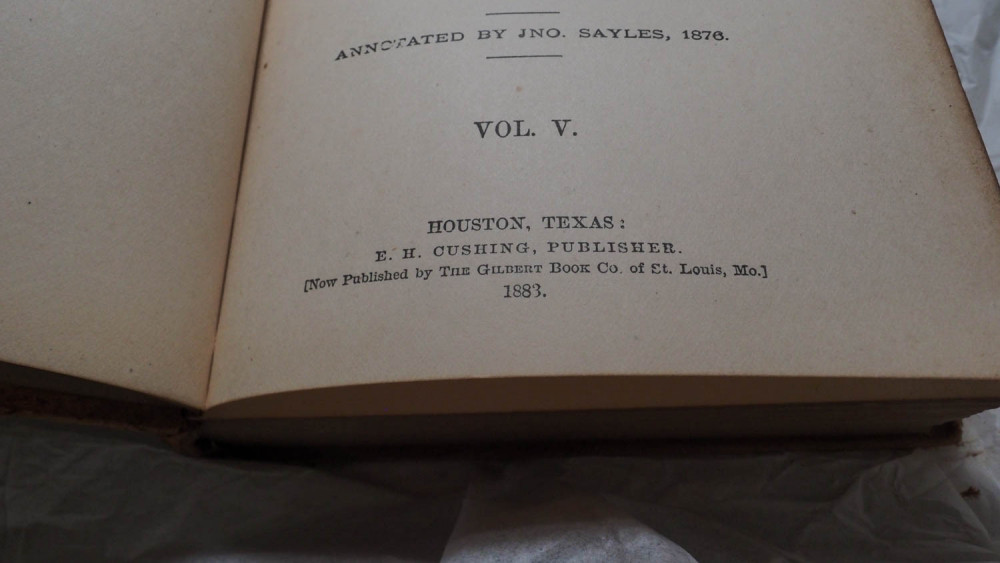 ANNOTATED BY JNO. SAYLES, 1876.
VOL. V.
HOUSTON, TEXAS:
E. H. CUSHING, PUBLISHER.
[Now Published by THE GILBERT BOOK CO. of St. Louis, Mo.]
1883.